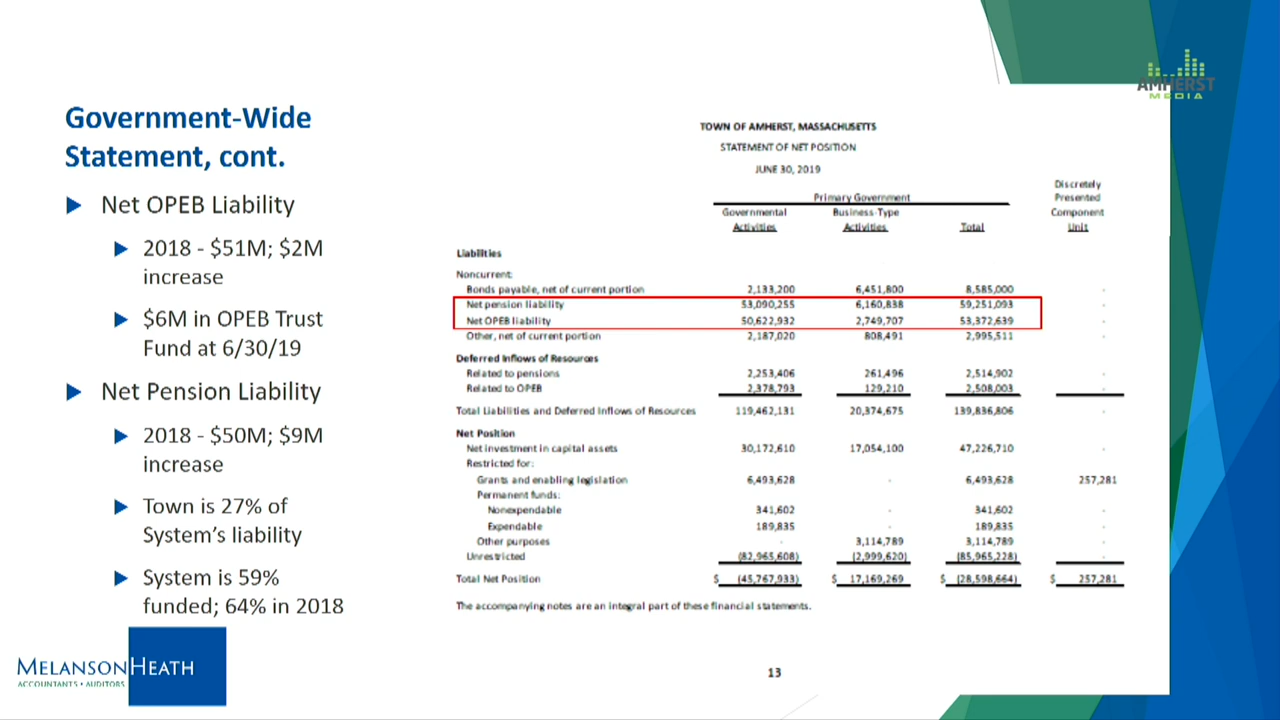 AMHERST
MEDIA
Government-Wide
Statement, cont.
Net OPEB Liability
2018 - $51M; $2M
increase
$6M in OPEB Trust
Fund at 6/30/19
Net Pension Liability
2018 - $50M; $9M
increase
Town is 27% of
System's liability
System is 59%
funded; 64% in 2018
MELANSONHEATH
ACCOUNTANTS • AUDITORS
TOWN OF AMHERST, MASSACHUSETTS
STATEMENT OF NET POSITION
JUNE 30, 2019
Discretely
Primary Government Presented
Governmental Business-Type Component
Activities Activities Total Unit
Liabilities
Noncurrent:
Bonds payable, net of current portion 2,133,200 6,451,800 8,585,000 -
Net pension liability 53,090,255 6,160,838 59,251,093 -
Net OPEB liability 50,622,932 2,749,707 53,372,639 -
Other, net of current portion 2,187,020 808,491 2,995,511 -
Deferred Inflows of Resources
Related to pensions 2,253,406 261,496 2,514,902 -
Related to OPEB 2,378,793 129,210 2,508,003 -
Total Liabilities and Deferred Inflows of Resources 119,462,131 20,374,675 139,836,806 -
Net Position
Net investment in capital assets 30,172,610 17,054,100 47,226,710 -
Restricted for:
Grants and enabling legislation 6,493,628 - 6,493,628 257,281
Permanent funds:
Nonexpendable 341,602 - 341,602 -
Expendable 189,835 - 189,835 -
Other purposes - 3,114,789 3,114,789 -
Unrestricted (82,965,608) (2,999,620) (85,965,228) -
Total Net Position $ (45,767,933) $ 17,169,269 $ (28,598,664) $ 257,281
The accompanying notes are an integral part of these financial statements.
13